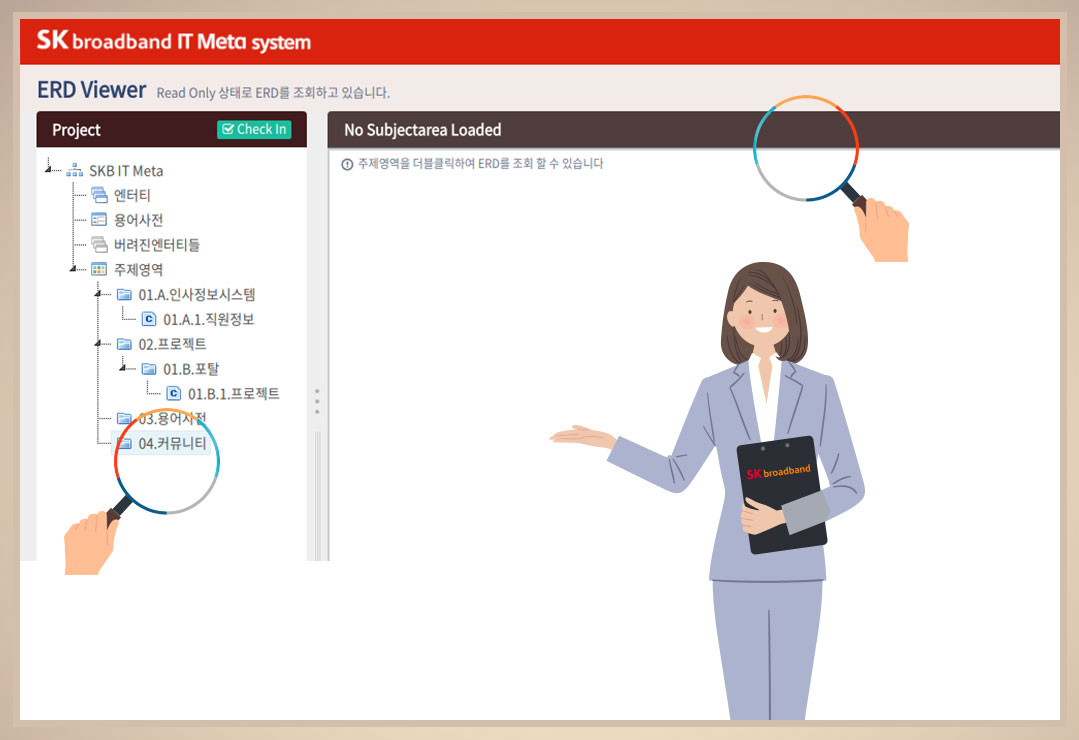 SK broadband IT Meta system
ERD Viewer Read Only 상태로 ERD를 조회하고 있습니다.
Project Check In
SKB IT Meta
엔터티
용어사전
버려진엔터티들
주제영역
01.A.인사정보시스템
01.A.1.직원정보
02.프로젝트
01.B.포탈
01.B.1.프로젝트
03.용어사전
04.커뮤니티
No Subjectarea Loaded
주제영역을 더블클릭하여 ERD를 조회 할 수 있습니다
SK broadband